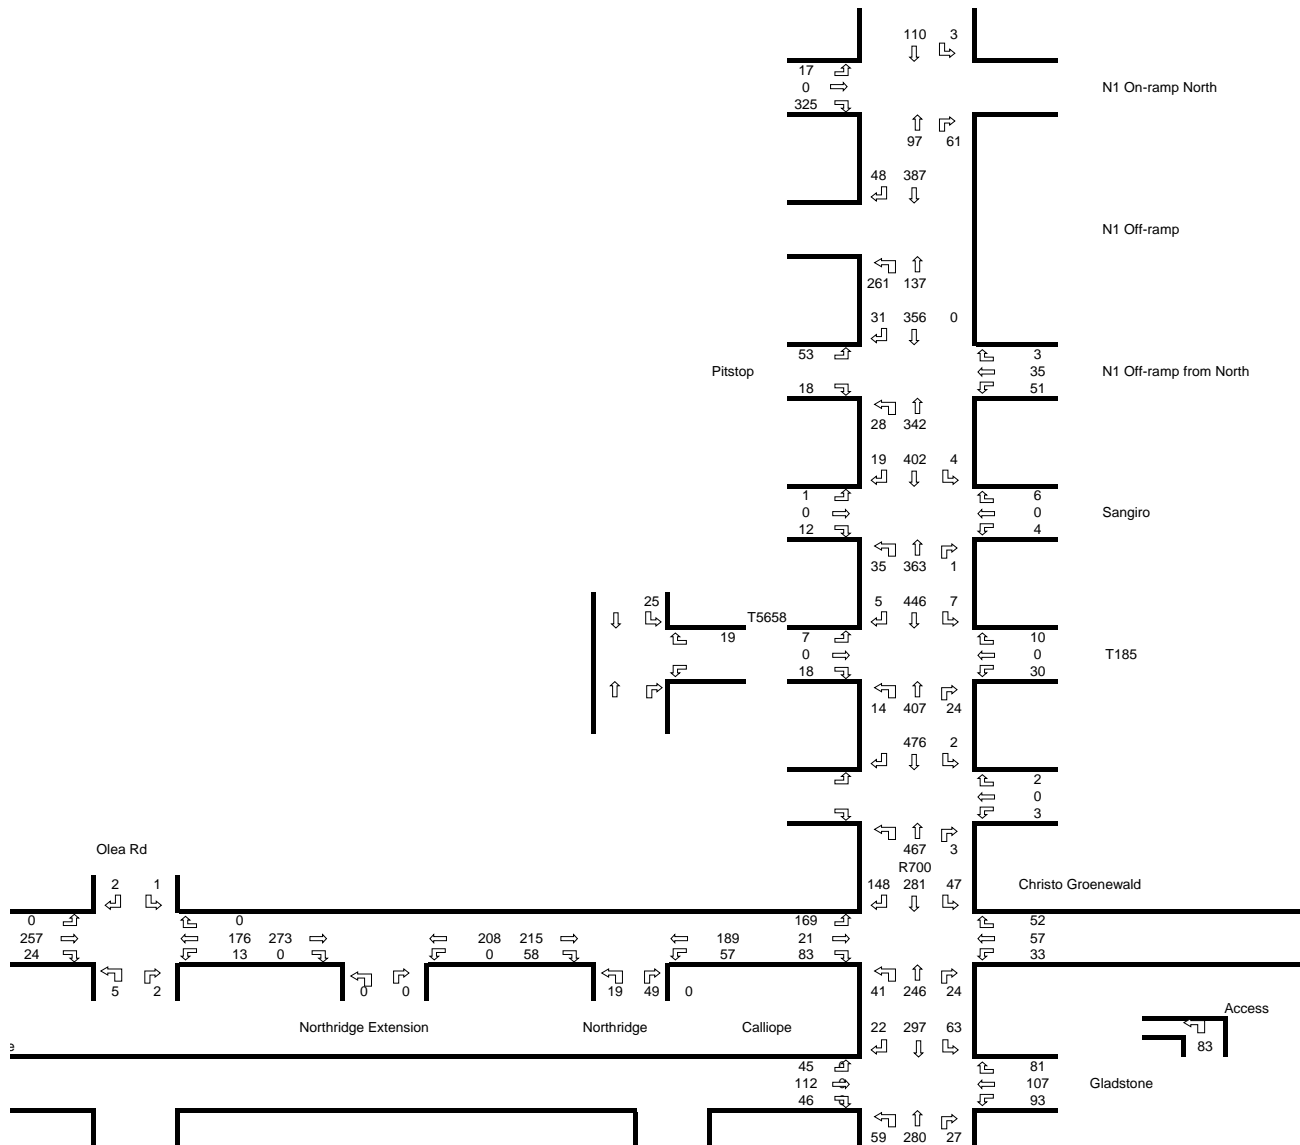 110 3
17
0 N1 On-ramp North
325
97 61
48 387
N1 Off-ramp
261 137
31 356 0
53 3
Pitstop 35 N1 Off-ramp from North
18 51
28 342
19 402 4
1 6
0 0 Sangiro
12 4
35 363 1
25 5 446 7
T5658
19 7 10
0 0 T185
18 30
14 407 24
476 2
2
0
3
Olea Rd 467 3
R700
2 1 148 281 47 Christo Groenewald
0 0 169 52
257 176 273 208 215 189 21 57
24 13 0 0 58 57 83 33
5 2 0 0 19 49 0 41 246 24
Access
Northridge Extension Northridge Calliope 22 297 63
e 83
45 81
112 107 Gladstone
46 93
59 280 27